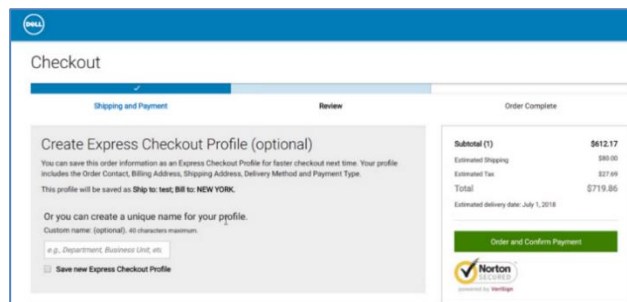 DELL
Checkout
Shipping and Payment
Review
Order Complete
Create Express Checkout Profile (optional)
You can save this order information as an Express Checkout Profile for faster checkout next time. Your profile
includes the Order Contact, Billing Address, Shipping Address, Delivery Method and Payment Type.
This profile will be saved as Ship to: test; Bill to: NEW YORK.
Or you can create a unique name for your profile.
Custom name: (optional). 40 characters maximum.
e.g., Department, Business Unit, etc.
Save new Express Checkout Profile
Subtotal (1) $612.17
Estimated Shipping $80.00
Estimated Tax $27.69
Total $719.86
Estimated delivery date: July 1, 2018
Order and Confirm Payment
Norton
SECURED
powered by VeriSign